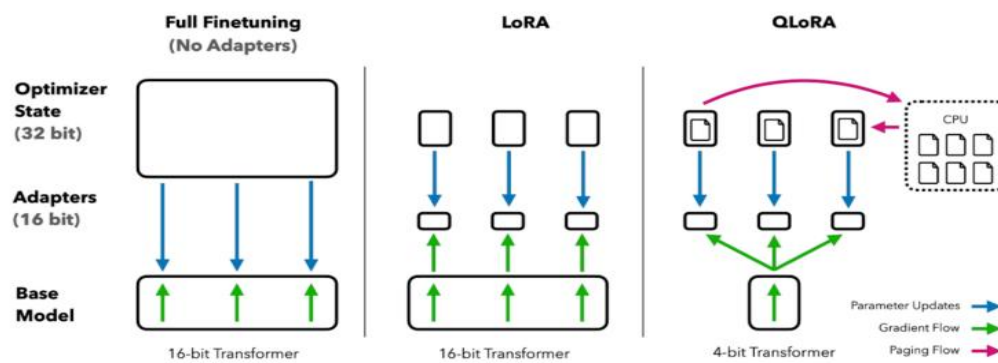 Full Finetuning
(No Adapters)
LoRA
QLoRA
Optimizer
State
(32 bit)
CPU
Adapters
(16 bit)
Base
Model
Parameter Updates
Gradient Flow
Paging Flow
16-bit Transformer
16-bit Transformer
4-bit Transformer